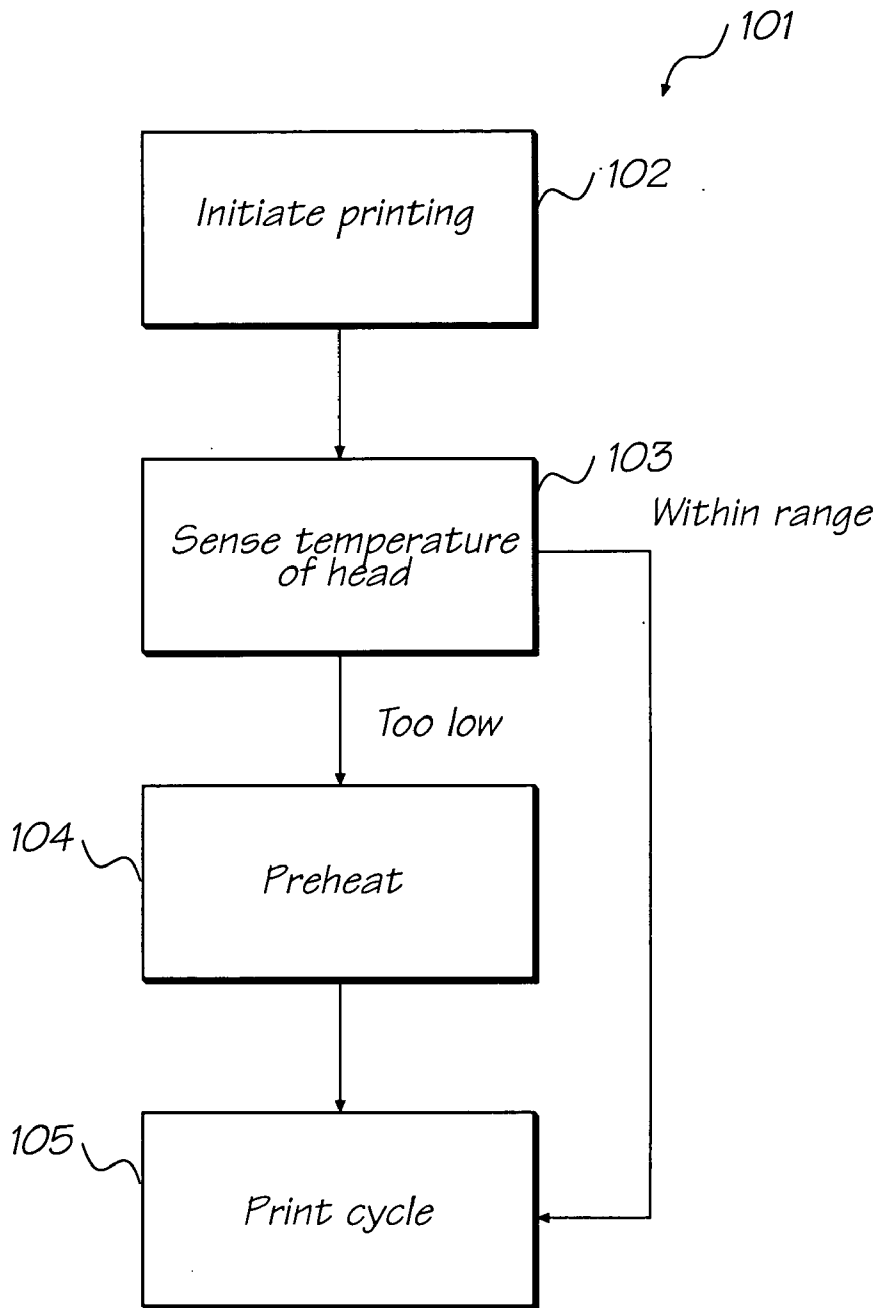 101
Initiate printing
102
103
Within range
Sense temperature
of head
Too low
104
Preheat
105
Print cycle